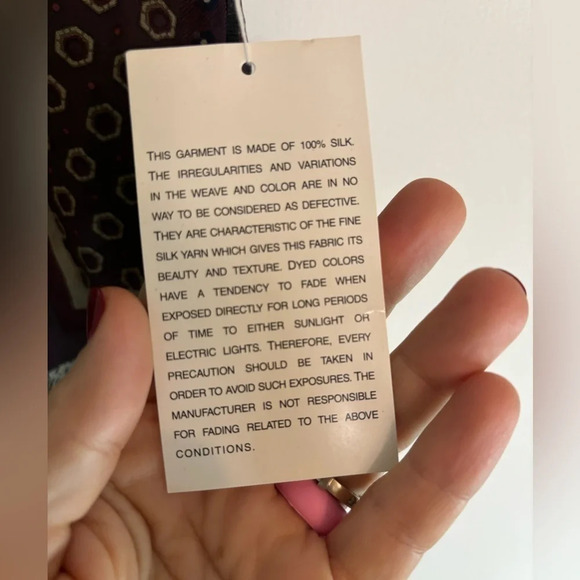 THIS GARMENT IS MADE OF 100% SILK.
THE IRREGULARITIES AND VARIATIONS
IN THE WEAVE AND COLOR ARE IN NO
WAY TO BE CONSIDERED AS DEFECTIVE.
THEY ARE CHARACTERISTIC OF THE FINE
SILK YARN WHICH GIVES THIS FABRIC ITS
BEAUTY AND TEXTURE. DYED COLORS
HAVE A TENDENCY TO FADE WHEN
EXPOSED DIRECTLY FOR LONG PERIODS
OF TIME TO EITHER SUNLIGHT OR
ELECTRIC LIGHTS. THEREFORE, EVERY
PRECAUTION SHOULD BE TAKEN IN
ORDER TO AVOID SUCH EXPOSURES. THE
MANUFACTURER IS NOT RESPONSIBLE
FOR FADING RELATED TO THE ABOVE
CONDITIONS.